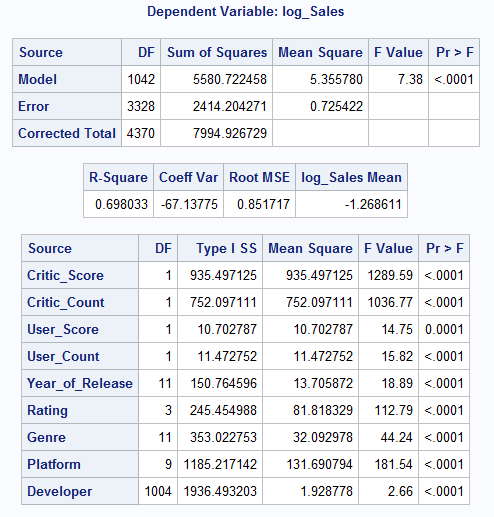 Dependent Variable: log_Sales
Source DF Sum of Squares Mean Square F Value Pr > F
Model 1042 5580.722458 5.355780 7.38 <.0001
Error 3328 2414.204271 0.725422
Corrected Total 4370 7994.926729
R-Square Coeff Var Root MSE log_Sales Mean
0.698033 -67.13775 0.851717 -1.268611
Source DF Type I SS Mean Square F Value Pr > F
Critic_Score 1 935.497125 935.497125 1289.59 <.0001
Critic_Count 1 752.097111 752.097111 1036.77 <.0001
User_Score 1 10.702787 10.702787 14.75 0.0001
User_Count 1 11.472752 11.472752 15.82 <.0001
Year_of_Release 11 150.764596 13.705872 18.89 <.0001
Rating 3 245.454988 81.818329 112.79 <.0001
Genre 11 353.022753 32.092978 44.24 <.0001
Platform 9 1185.217142 131.690794 181.54 <.0001
Developer 1004 1936.493203 1.928778 2.66 <.0001